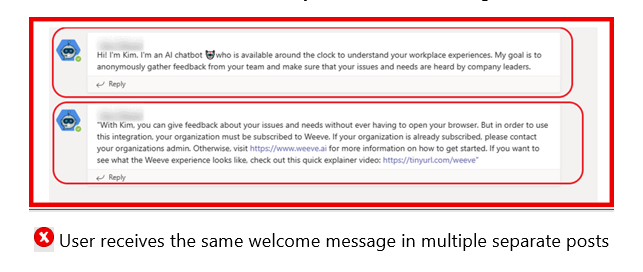 Hi! I'm Kim. I'm an AI chatbot who is available around the clock to understand your workplace experiences. My goal is to
anonymously gather feedback from your team and make sure that your issues and needs are heard by company leaders.
Reply
"With Kim, you can give feedback about your issues and needs without ever having to open your browser. But in order to use
this integration, your organization must be subscribed to Weeve. If your organization is already subscribed, please contact
your organizations admin. Otherwise, visit https://www.weeve.ai for more information on how to get started. If you want to
see what the Weeve experience looks like, check out this quick explainer video: https://tinyurl.com/weeve"
Reply
User receives the same welcome message in multiple separate posts